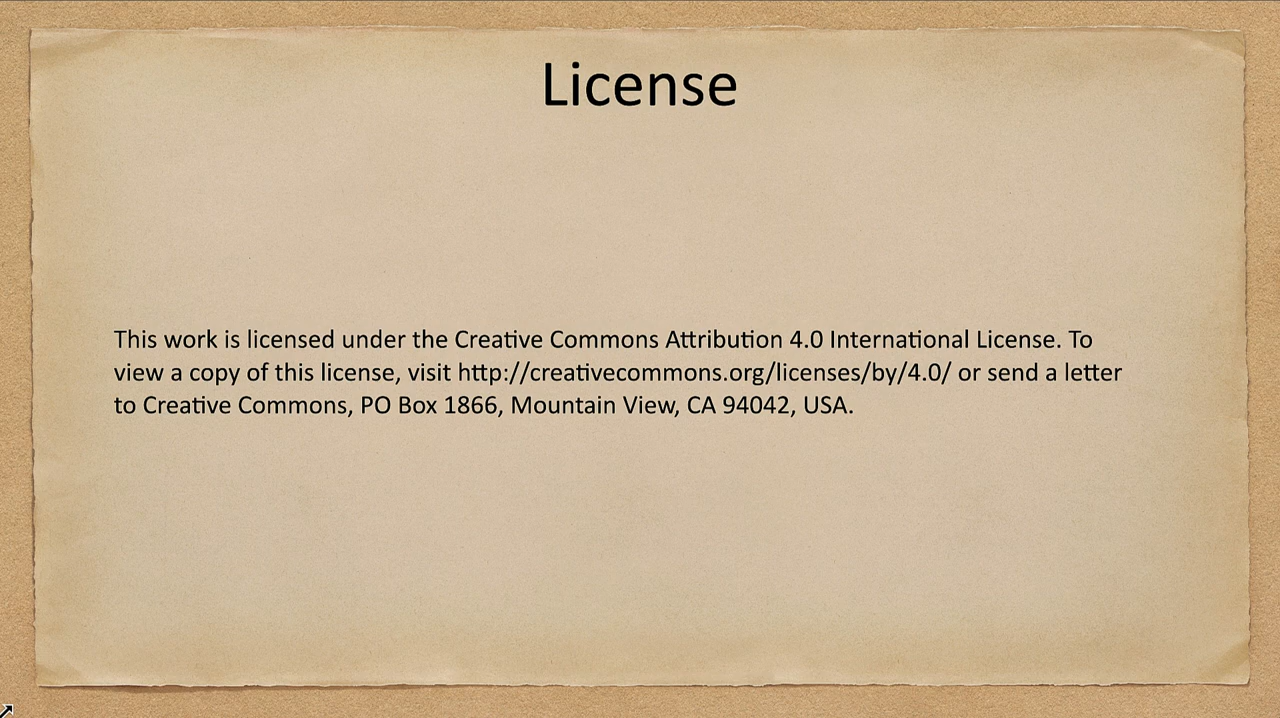 License
This work is licensed under the Creative Commons Attribution 4.0 International License. To
view a copy of this license, visit http://creativecommons.org/licenses/by/4.0/ or send a letter
to Creative Commons, PO Box 1866, Mountain View, CA 94042, USA.